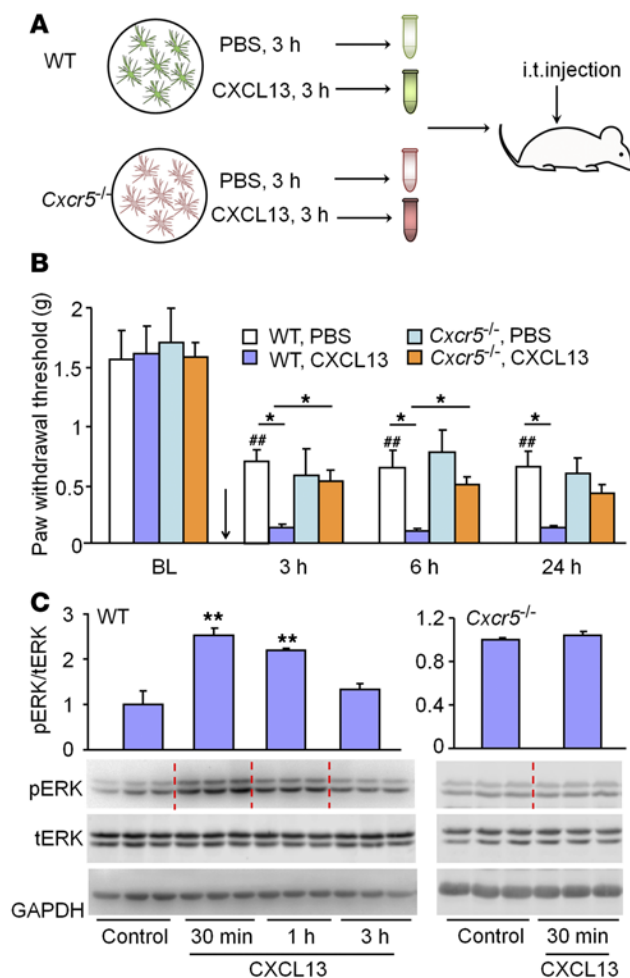 A
WT
PBS, 3 h
CXCL13, 3 h
Cxcr5-/-
PBS, 3 h
CXCL13, 3 h
i.t.injection
B
Paw withdrawal threshold (g)
2
1.5
1
0.5
0
WT, PBS
Cxcr5-/-, PBS
WT, CXCL13
Cxcr5-/-, CXCL13
* * * * *
## ## ##
BL 3 h 6 h 24 h
C
WT
pERK/tERK
3
2
1
0
** **
Cxcr5-/-
1.2
0.8
0.4
0
pERK
tERK
GAPDH
Control 30 min 1 h 3 h
CXCL13
Control 30 min
CXCL13